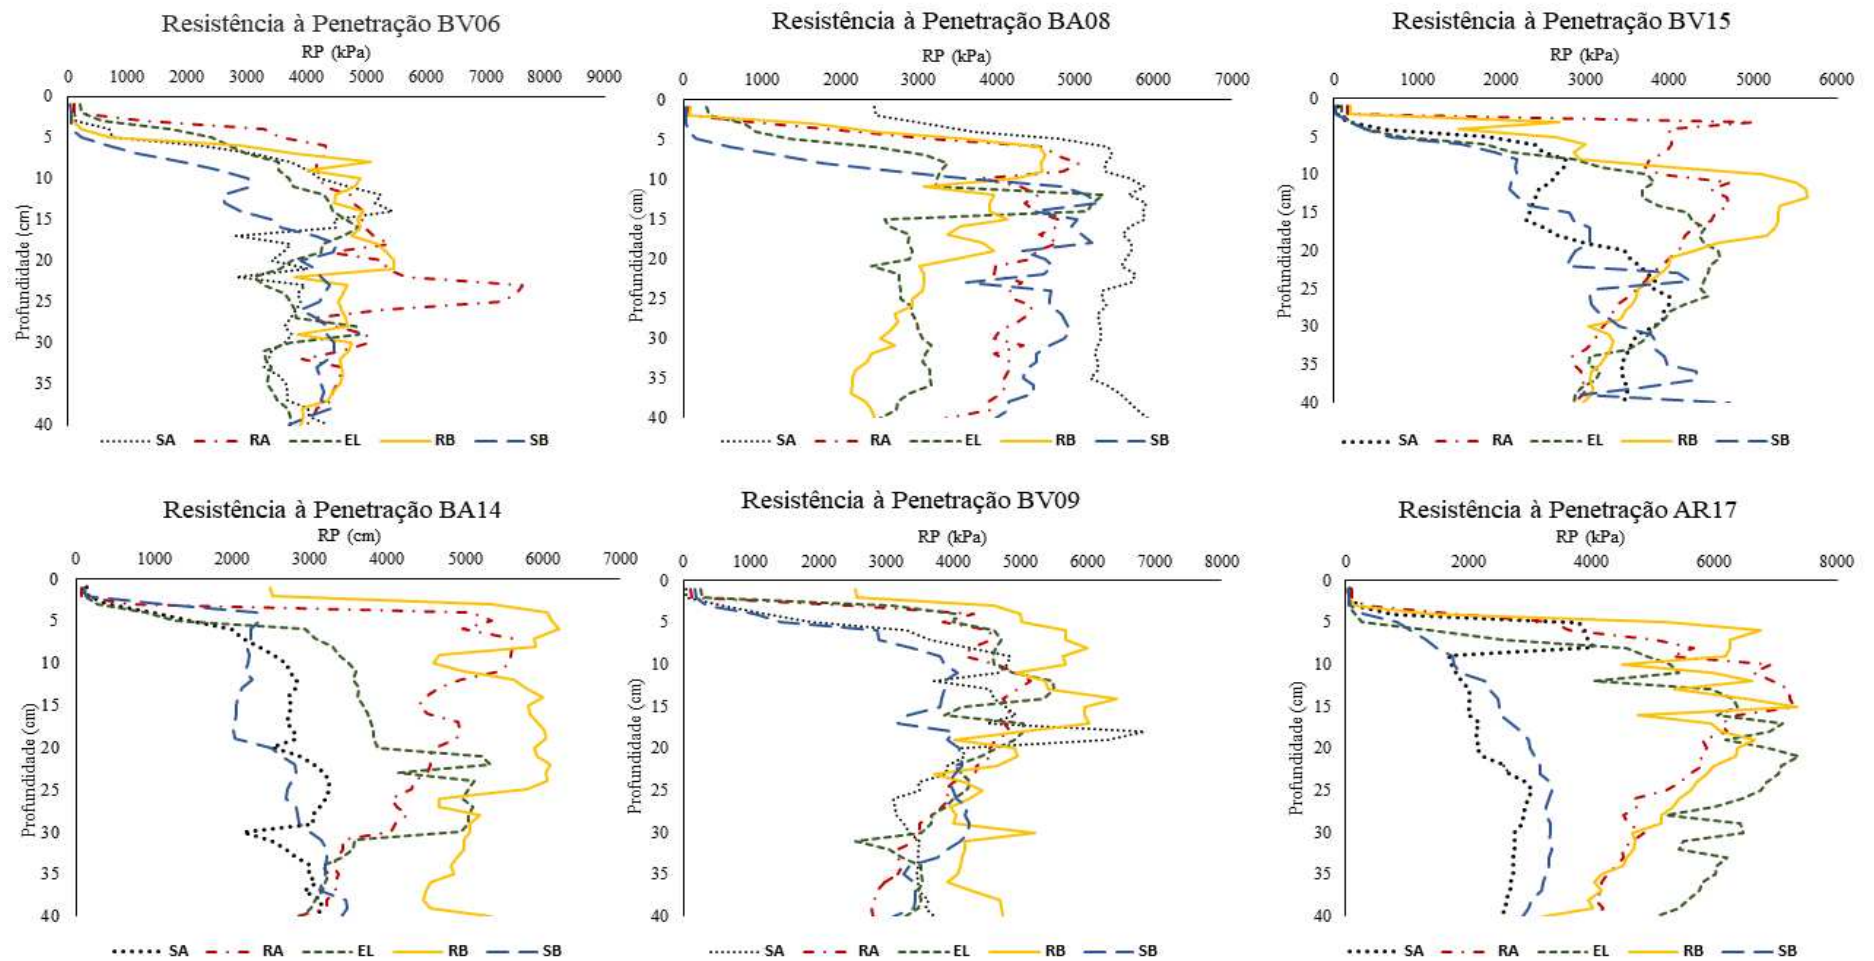 Resistência à Penetração BV06
RP (kPa)
0 1000 2000 3000 4000 5000 6000 7000 8000 9000
0
5
10
15
20
25
30
35
40
Profundidade (cm)
SA RA EL RB SB
Resistência à Penetração BA08
RP (kPa)
0 1000 2000 3000 4000 5000 6000 7000
0
5
10
15
20
25
30
35
40
Profundidade (cm)
SA RA EL RB SB
Resistência à Penetração BV15
RP (kPa)
0 1000 2000 3000 4000 5000 6000
0
5
10
15
20
25
30
35
40
Profundidade (cm)
SA RA EL RB SB
Resistência à Penetração BA14
RP (cm)
0 1000 2000 3000 4000 5000 6000 7000
0
5
10
15
20
25
30
35
40
Profundidade (cm)
SA RA EL RB SB
Resistência à Penetração BV09
RP (kPa)
0 1000 2000 3000 4000 5000 6000 7000 8000
0
5
10
15
20
25
30
35
40
Profundidade (cm)
SA RA EL RB SB
Resistência à Penetração AR17
RP (kPa)
0 2000 4000 6000 8000
0
5
10
15
20
25
30
35
40
Profundidade (cm)
SA RA EL RB SB